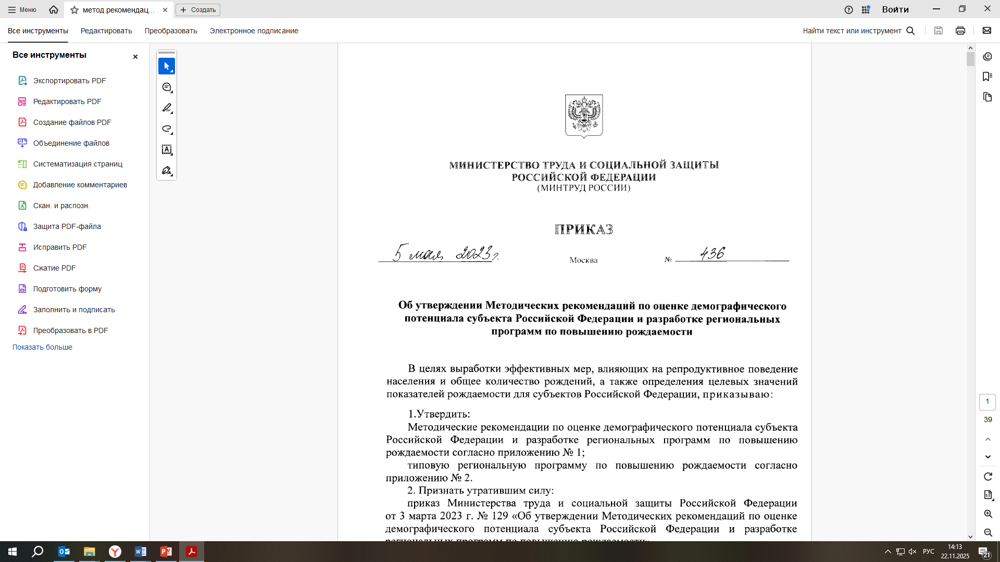 Меню
метод рекомендац...
Создать
Войти
Все инструменты
Редактировать
Преобразовать
Электронное подписание
Найти текст или инструмент
Все инструменты
Экспортировать PDF
Редактировать PDF
Создание файлов PDF
Объединение файлов
Систематизация страниц
Добавление комментариев
Скан. и распозн.
Защита PDF-файла
Исправить PDF
Сжатие PDF
Подготовить форму
Заполнить и подписать
Преобразовать в PDF
Показать больше
МИНИСТЕРСТВО ТРУДА И СОЦИАЛЬНОЙ ЗАЩИТЫ
РОССИЙСКОЙ ФЕДЕРАЦИИ
(МИНТРУД РОССИИ)
ПРИКАЗ
5 мая 2023 г.
Москва
№ 436
Об утверждении Методических рекомендаций по оценке демографического
потенциала субъекта Российской Федерации и разработке региональных
программ по повышению рождаемости
В целях выработки эффективных мер, влияющих на репродуктивное поведение
населения и общее количество рождений, а также определения целевых значений
показателей рождаемости для субъектов Российской Федерации, приказываю:
1.Утвердить:
Методические рекомендации по оценке демографического потенциала субъекта
Российской Федерации и разработке региональных программ по повышению
рождаемости согласно приложению № 1;
типовую региональную программу по повышению рождаемости согласно
приложению № 2.
2. Признать утратившим силу:
приказ Министерства труда и социальной защиты Российской Федерации
от 3 марта 2023 г. № 129 «Об утверждении Методических рекомендаций по оценке
демографического потенциала субъекта Российской Федерации и разработке
региональных программ по повышению рождаемости»
1
39
1:1
РУС
14:13
22.11.2025
21